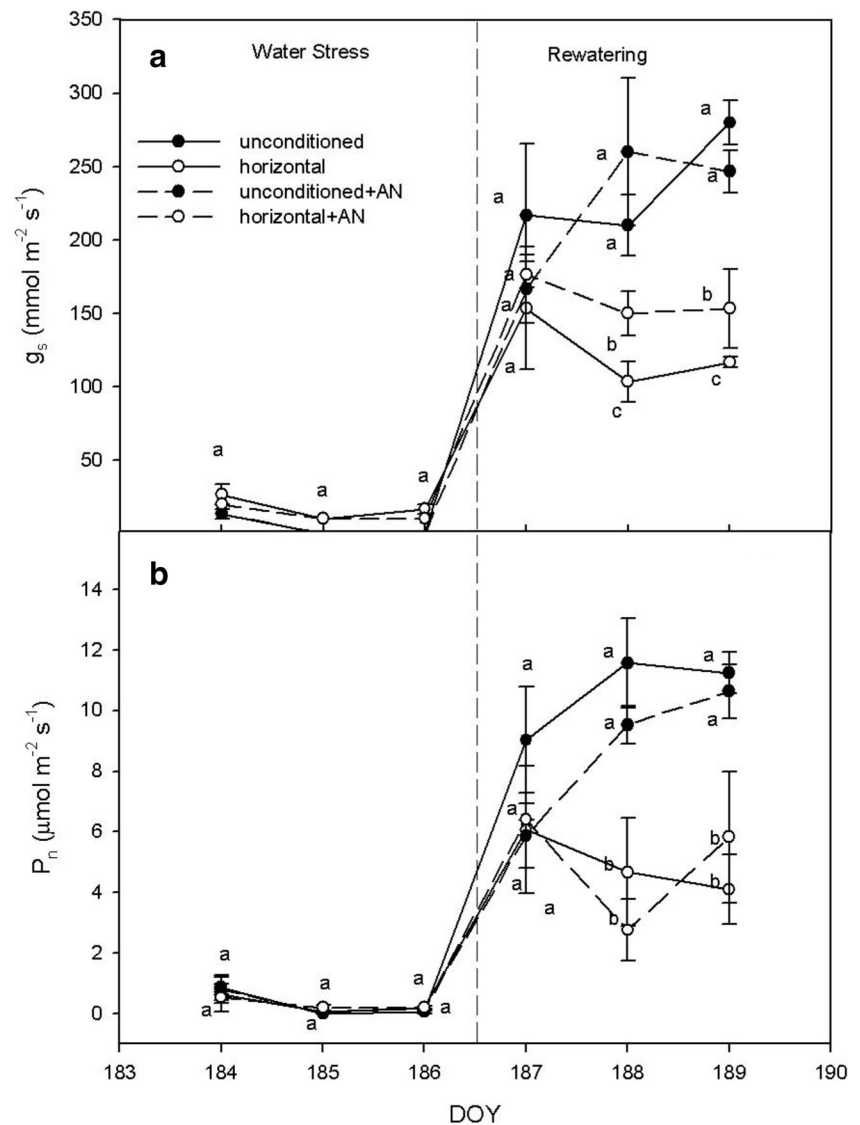 a
Water Stress
Rewatering
unconditioned
horizontal
unconditioned+AN
horizontal+AN
350
300
250
200
150
100
50
gs (mmol m⁻² s⁻¹)
a
a
a
a
a
a
a
a
a
b
c
a
a
b
c
b
14
12
10
8
6
4
2
0
Pn (µmol m⁻² s⁻¹)
a
a
a
a
a
a
a
a
a
a
a
a
b
b
a
a
b
b
183
184
185
186
187
188
189
190
DOY